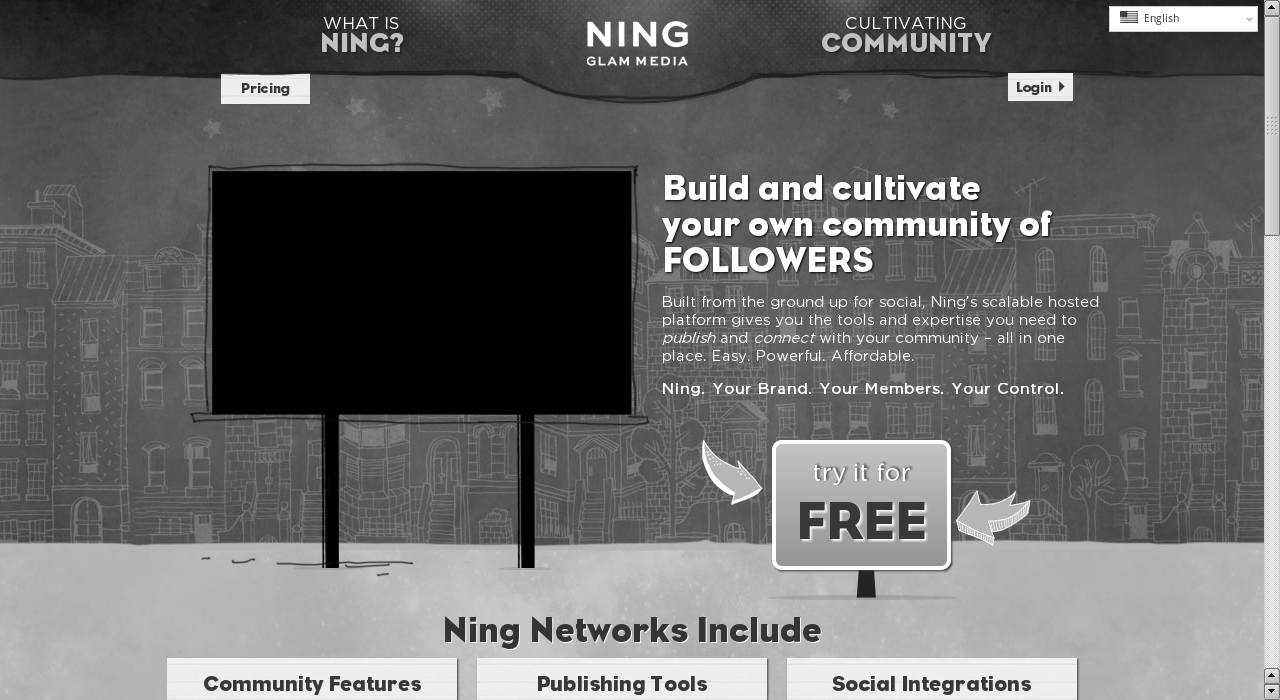 WHAT IS
NING?
NING
GLAM MEDIA
CULTIVATING
COMMUNITY
English
Pricing
Login
Build and cultivate
your own community of
FOLLOWERS
Built from the ground up for social, Ning's scalable hosted
platform gives you the tools and expertise you need to
publish and connect with your community – all in one
place. Easy. Powerful. Affordable.
NIng. Your Brand. Your Members. Your Control.
try it for
FREE
Ning Networks Include
Community Features
Publishing Tools
Social Integrations